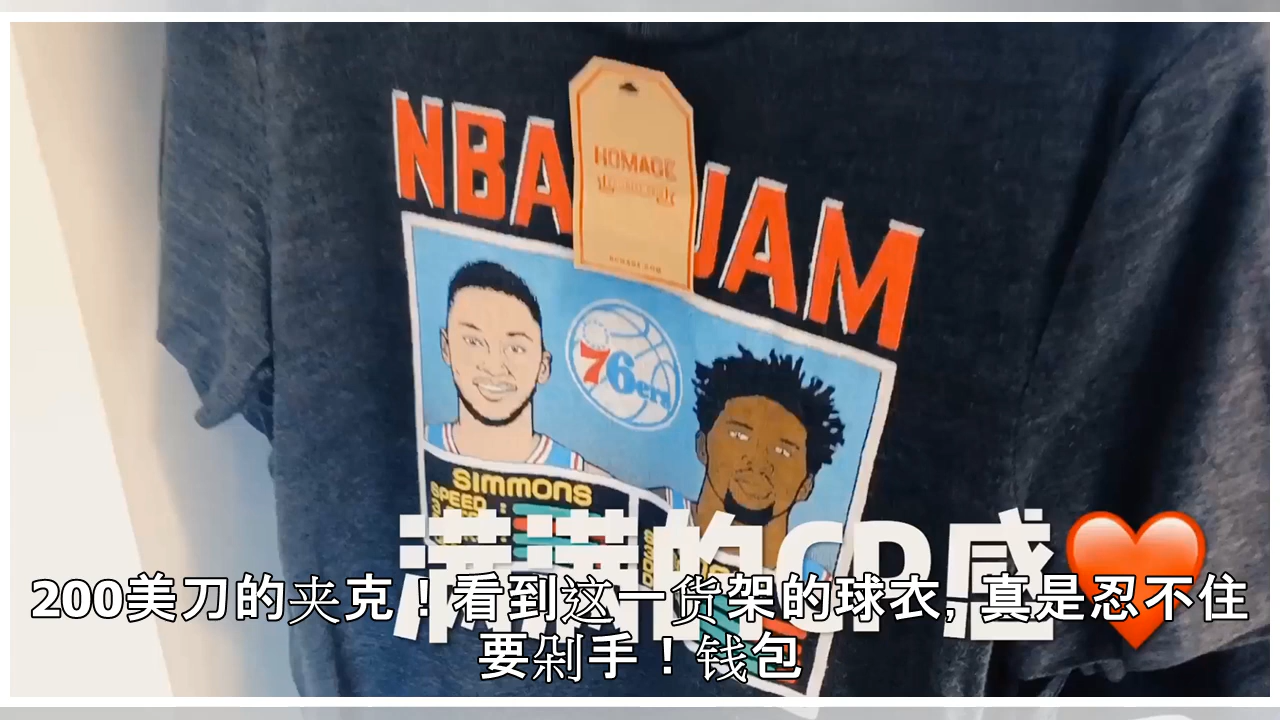 NBA JAM
HOMAGE
76ers
SIMMONS
SPEED
满满的CP感
200美刀的夹克！看到这一货架的球衣，真是忍不住
要剁手！钱包